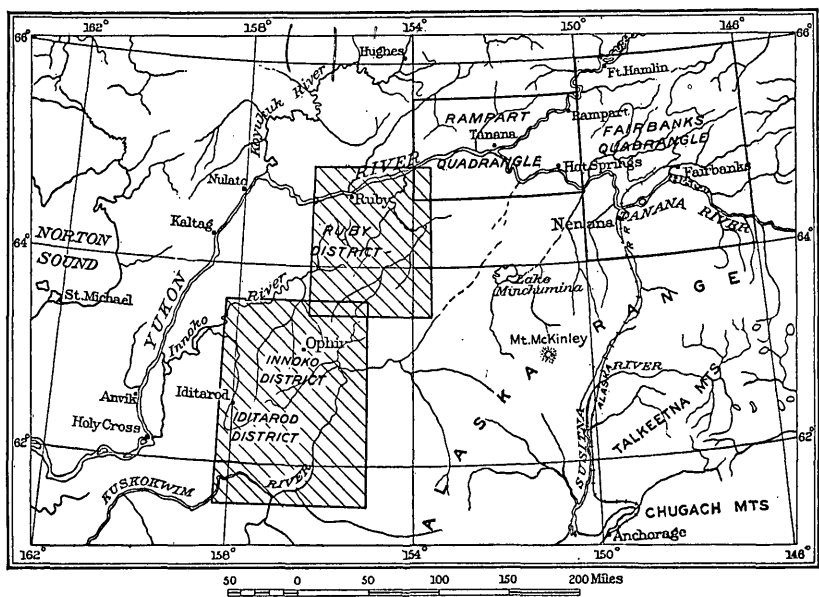 162° 158° 154° 150° 146°
66° 66°
Hughes
Ft. Hamlin
Koyukuk River
RAMPART
QUADRANGLE
Rampart
Tanana
FAIRBANKS
QUADRANGLE
RIVER
Hot Springs
Fairbanks
Nulato
Ruby
Kaltag
Nenana
TANANA RIVER
RUBY
DISTRICT
64° 64°
NORTON
SOUND
St. Michael
YUKON
Innoko River
Lake
Minchumina
Ophir
Mt. McKinley
INNOKO
DISTRICT
ALASKA RANGE
ALASKA R R
RIVER
Anvik
Iditarod
IDITAROD
DISTRICT
TALKEETNA MTS
Holy Cross
62° 62°
SUSITNA
KUSKOKWIM RIVER
CHUGACH MTS
Anchorage
162° 158° 154° 150° 146°
50 0 50 100 150 200 Miles